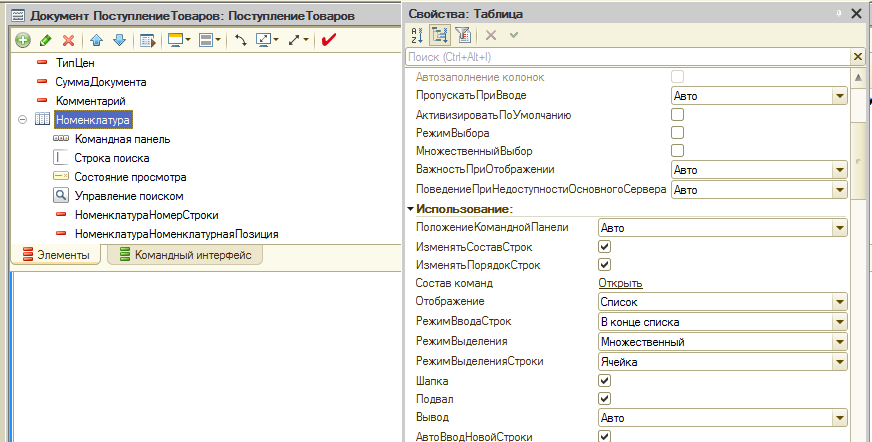 Документ ПоступлениеТоваров: ПоступлениеТоваров
ТипЦен
СуммаДокумента
Комментарий
Номенклатура
Командная панель
Строка поиска
Состояние просмотра
Управление поиском
НоменклатураНомерСтроки
НоменклатураНоменклатурнаяПозиция
Элементы
Командный интерфейс
Свойства: Таблица
Поиск (Ctrl+Alt+I)
Автозаполнение колонок
ПропускатьПриВводе Авто
АктивизироватьПоУмолчанию
РежимВыбора
МножественныйВыбор
ВажностьПриОтображении Авто
ПоведениеПриНедоступностиОсновногоСервера Авто
Использование:
ПоложениеКоманднойПанели Авто
ИзменятьСоставСтрок
ИзменятьПорядокСтрок
Состав команд Открыть
Отображение Список
РежимВводаСтрок В конце списка
РежимВыделения Множественный
РежимВыделенияСтроки Ячейка
Шапка
Подвал
Вывод Авто
АвтоВводНовойСтроки